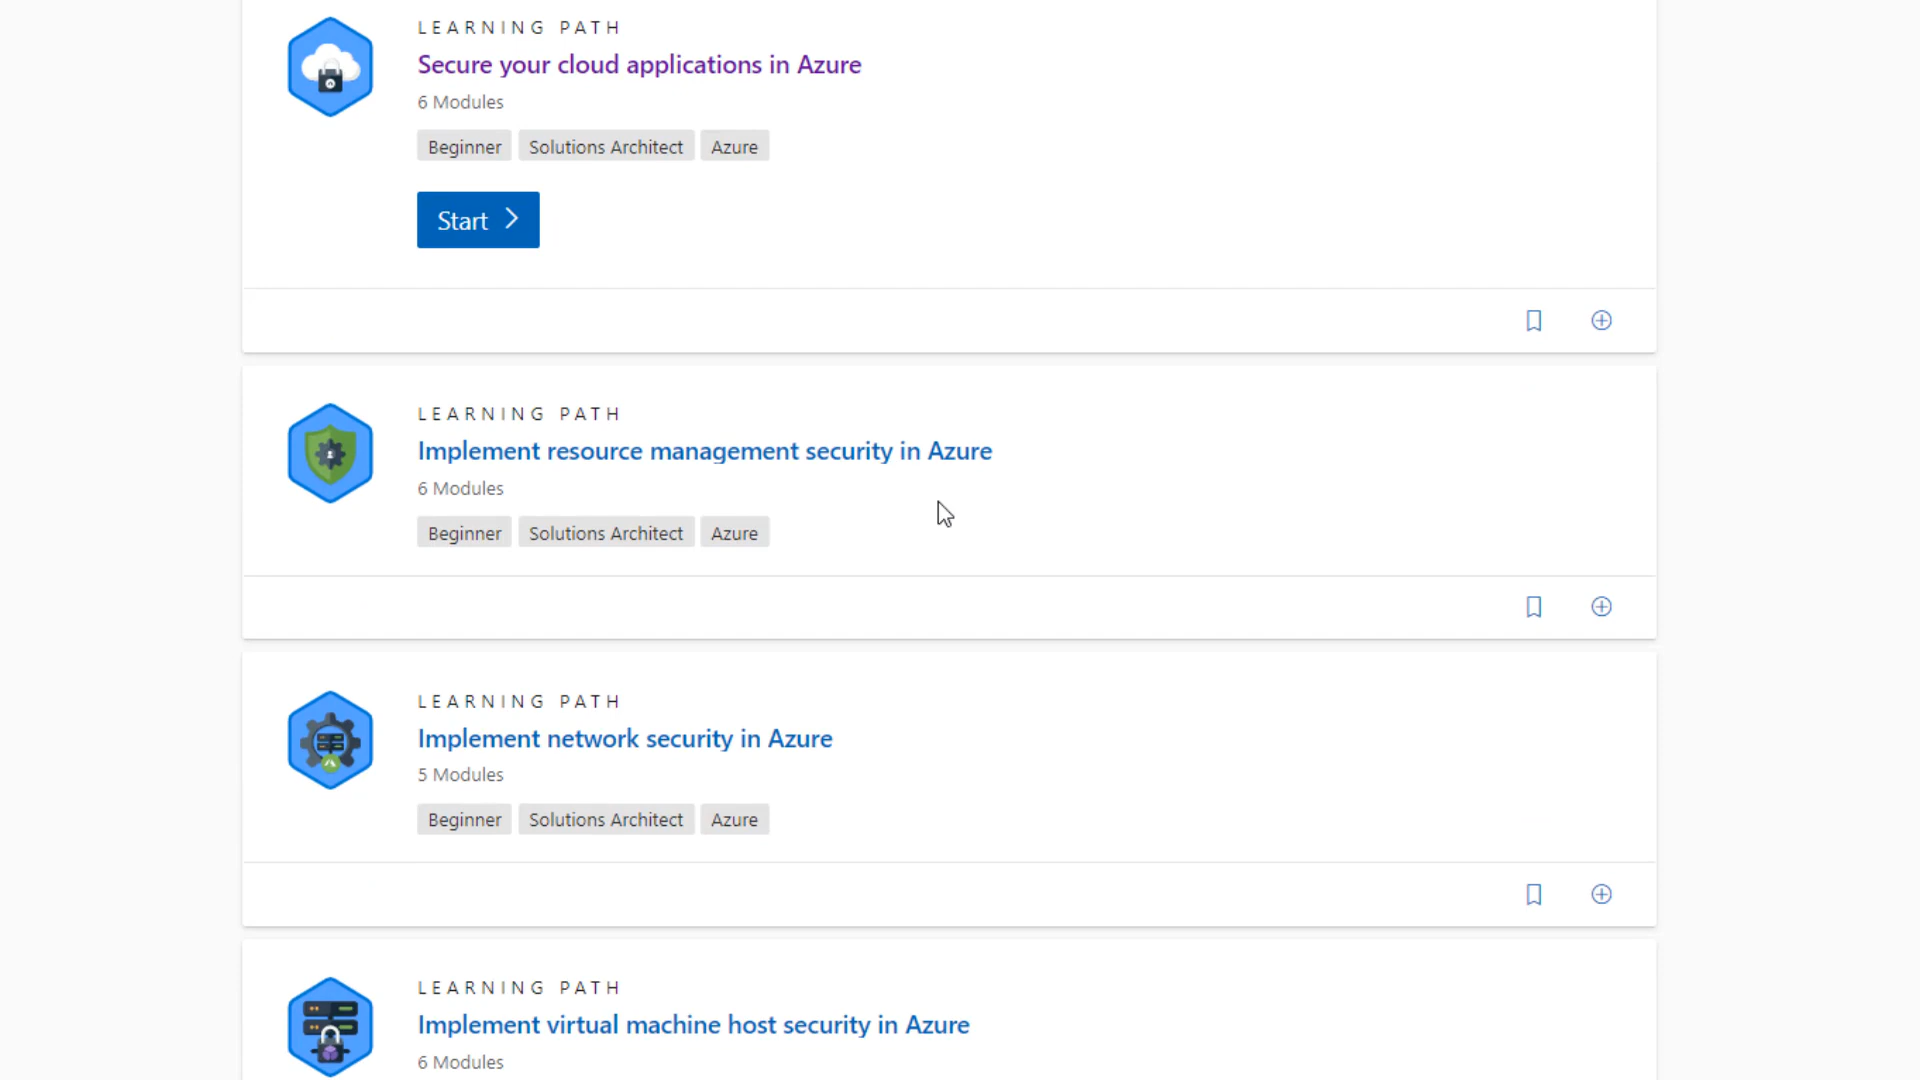 LEARNING PATH
Secure your cloud applications in Azure
6 Modules
Beginner Solutions Architect Azure
Start
LEARNING PATH
Implement resource management security in Azure
6 Modules
Beginner Solutions Architect Azure
LEARNING PATH
Implement network security in Azure
5 Modules
Beginner Solutions Architect Azure
LEARNING PATH
Implement virtual machine host security in Azure
6 Modules